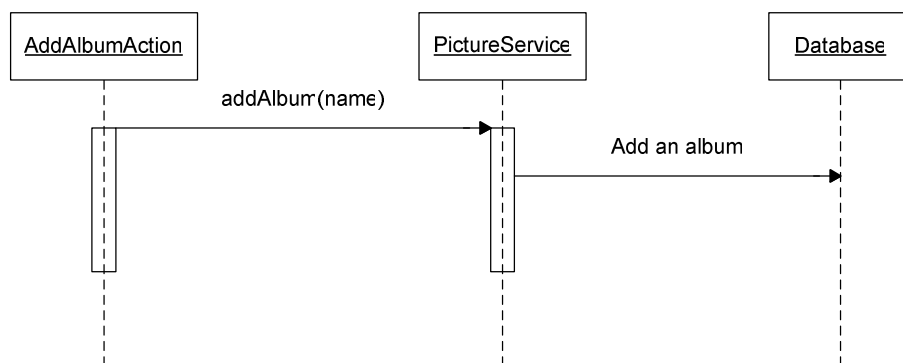 AddAlbumAction
PictureService
Database
addAlbum(name)
Add an album